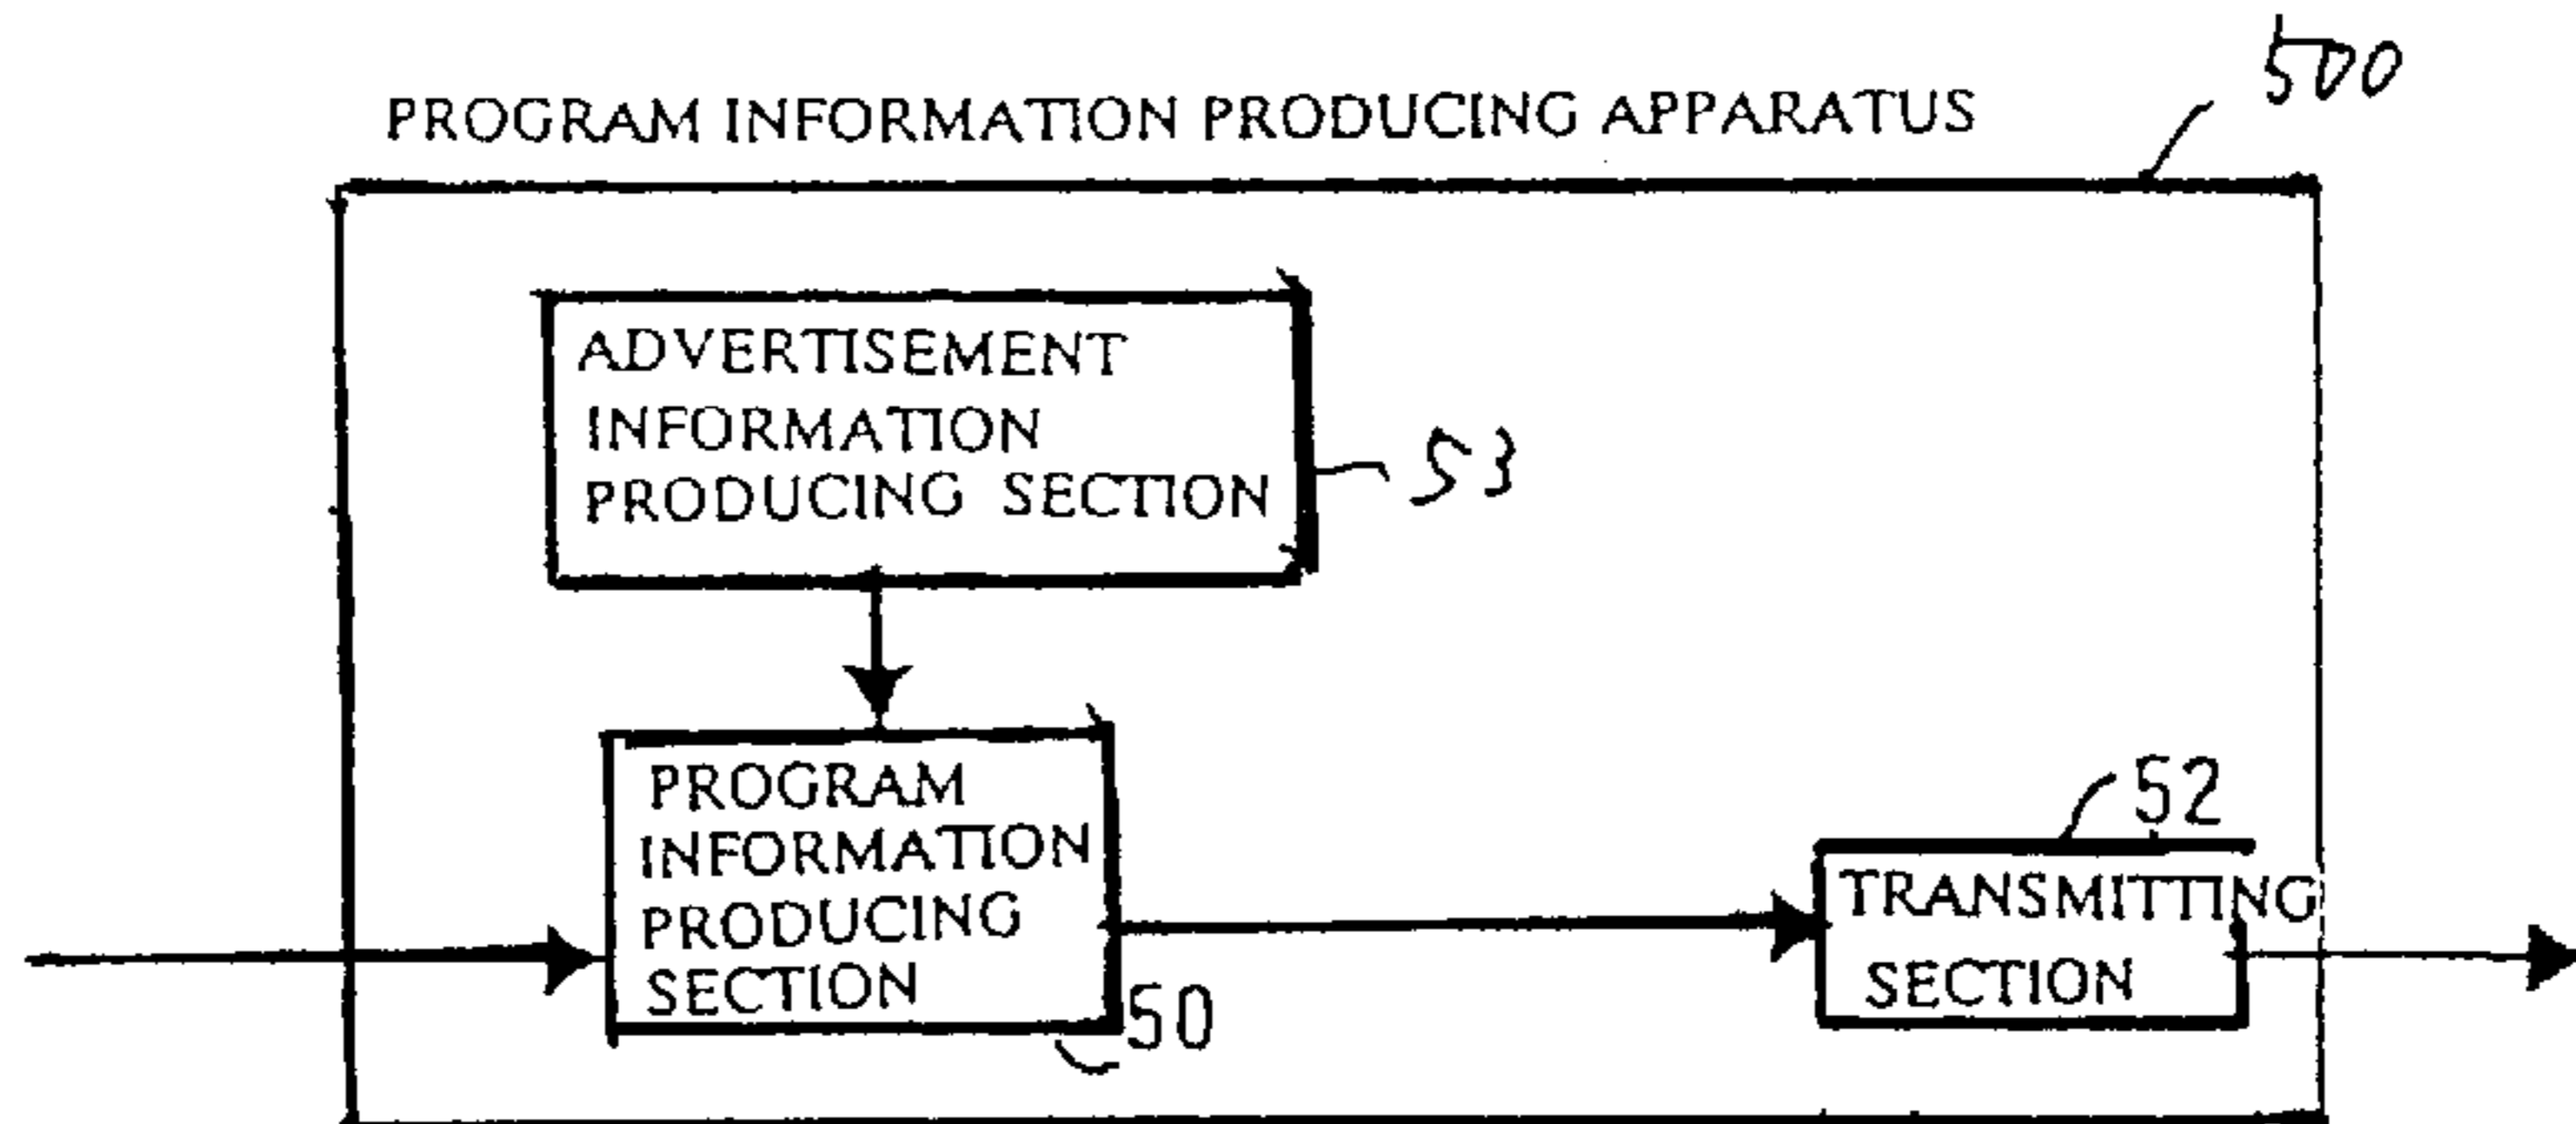 500
PROGRAM INFORMATION PRODUCING APPARATUS
ADVERTISEMENT
INFORMATION
PRODUCING SECTION
53
PROGRAM
INFORMATION
PRODUCING
SECTION
50
52
TRANSMITTING
SECTION